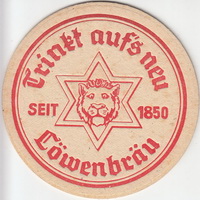 Trinkt auf's neu
SEIT 1850
Löwenbräu